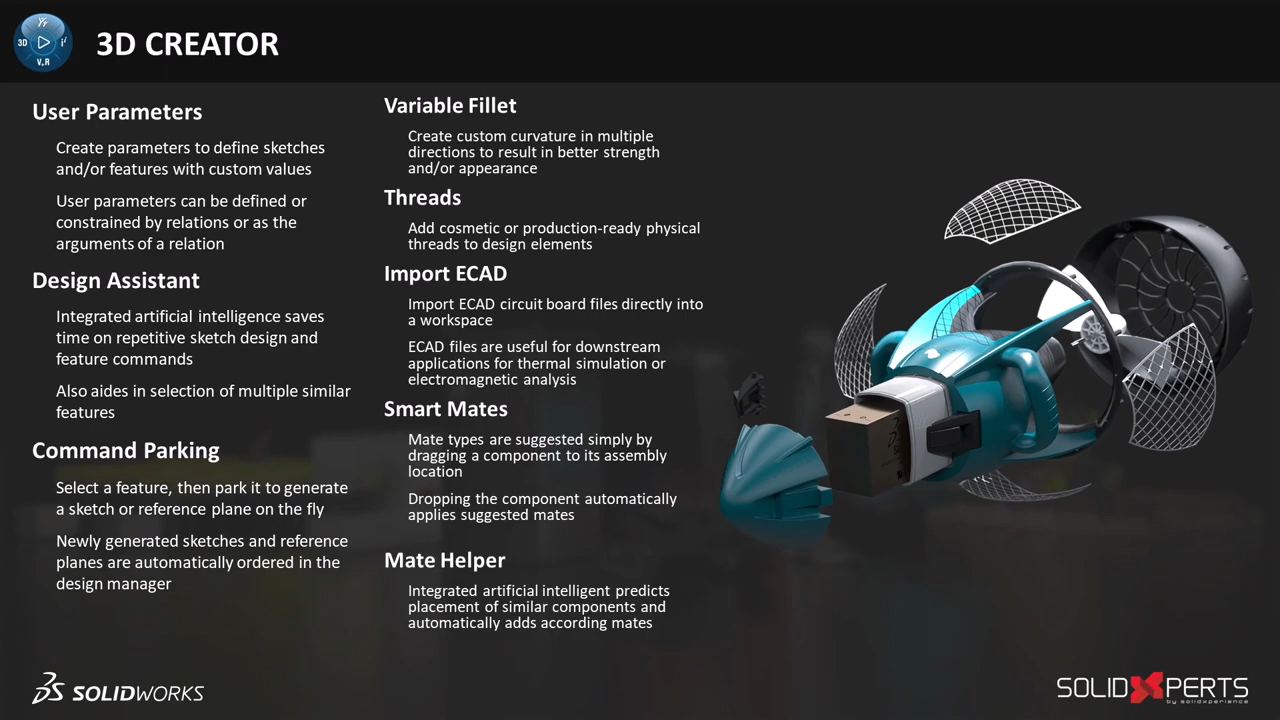 3D CREATOR
3D
V.R
User Parameters
Create parameters to define sketches
and/or features with custom values
User parameters can be defined or
constrained by relations or as the
arguments of a relation
Design Assistant
Integrated artificial intelligence saves
time on repetitive sketch design and
feature commands
Also aides in selection of multiple similar
features
Command Parking
Select a feature, then park it to generate
a sketch or reference plane on the fly
Newly generated sketches and reference
planes are automatically ordered in the
design manager
Variable Fillet
Create custom curvature in multiple
directions to result in better strength
and/or appearance
Threads
Add cosmetic or production-ready physical
threads to design elements
Import ECAD
Import ECAD circuit board files directly into
a workspace
ECAD files are useful for downstream
applications for thermal simulation or
electromagnetic analysis
Smart Mates
Mate types are suggested simply by
dragging a component to its assembly
location
Dropping the component automatically
applies suggested mates
Mate Helper
Integrated artificial intelligent predicts
placement of similar components and
automatically adds according mates
SOLIDWORKS
SOLIDXPERTS
by solidxperience